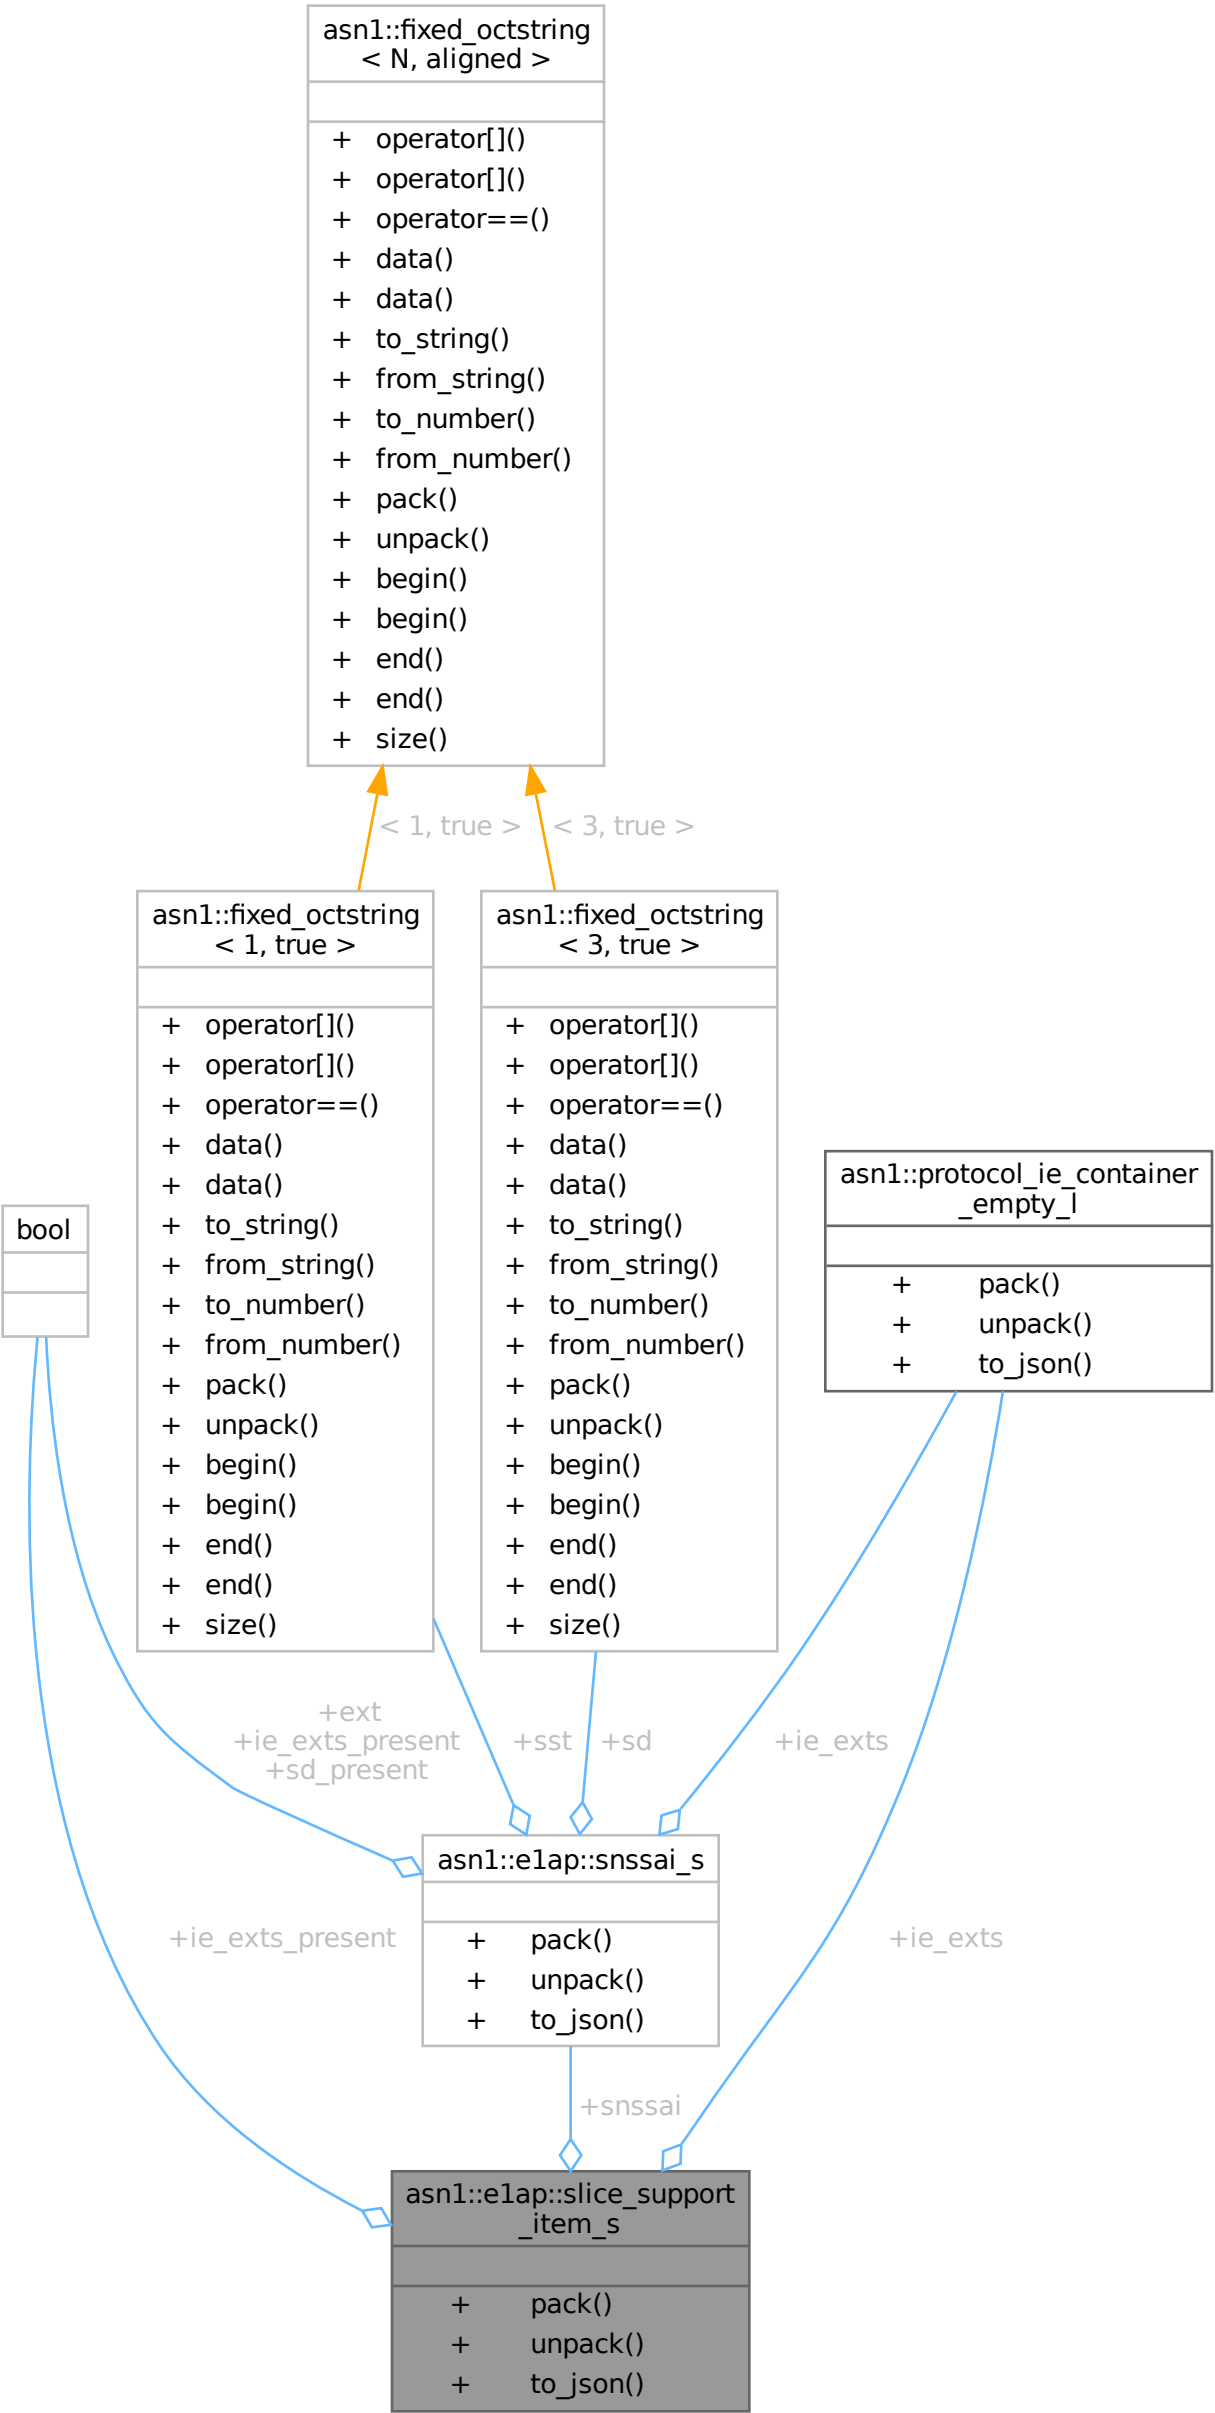 asn1::fixed_octstring
< N, aligned >
+ operator[]()
+ operator[]()
+ operator==()
+ data()
+ data()
+ to_string()
+ from_string()
+ to_number()
+ from_number()
+ pack()
+ unpack()
+ begin()
+ begin()
+ end()
+ end()
+ size()
< 1, true >
< 3, true >
asn1::fixed_octstring
< 1, true >
+ operator[]()
+ operator[]()
+ operator==()
+ data()
+ data()
+ to_string()
+ from_string()
+ to_number()
+ from_number()
+ pack()
+ unpack()
+ begin()
+ begin()
+ end()
+ end()
+ size()
asn1::fixed_octstring
< 3, true >
+ operator[]()
+ operator[]()
+ operator==()
+ data()
+ data()
+ to_string()
+ from_string()
+ to_number()
+ from_number()
+ pack()
+ unpack()
+ begin()
+ begin()
+ end()
+ end()
+ size()
asn1::protocol_ie_container
_empty_l
+ pack()
+ unpack()
+ to_json()
bool
+ext
+ie_exts_present
+sd_present
+sst
+sd
+ie_exts
asn1::e1ap::snssai_s
+ pack()
+ unpack()
+ to_json()
+ie_exts_present
+ie_exts
+snssai
asn1::e1ap::slice_support
_item_s
+ pack()
+ unpack()
+ to_json()